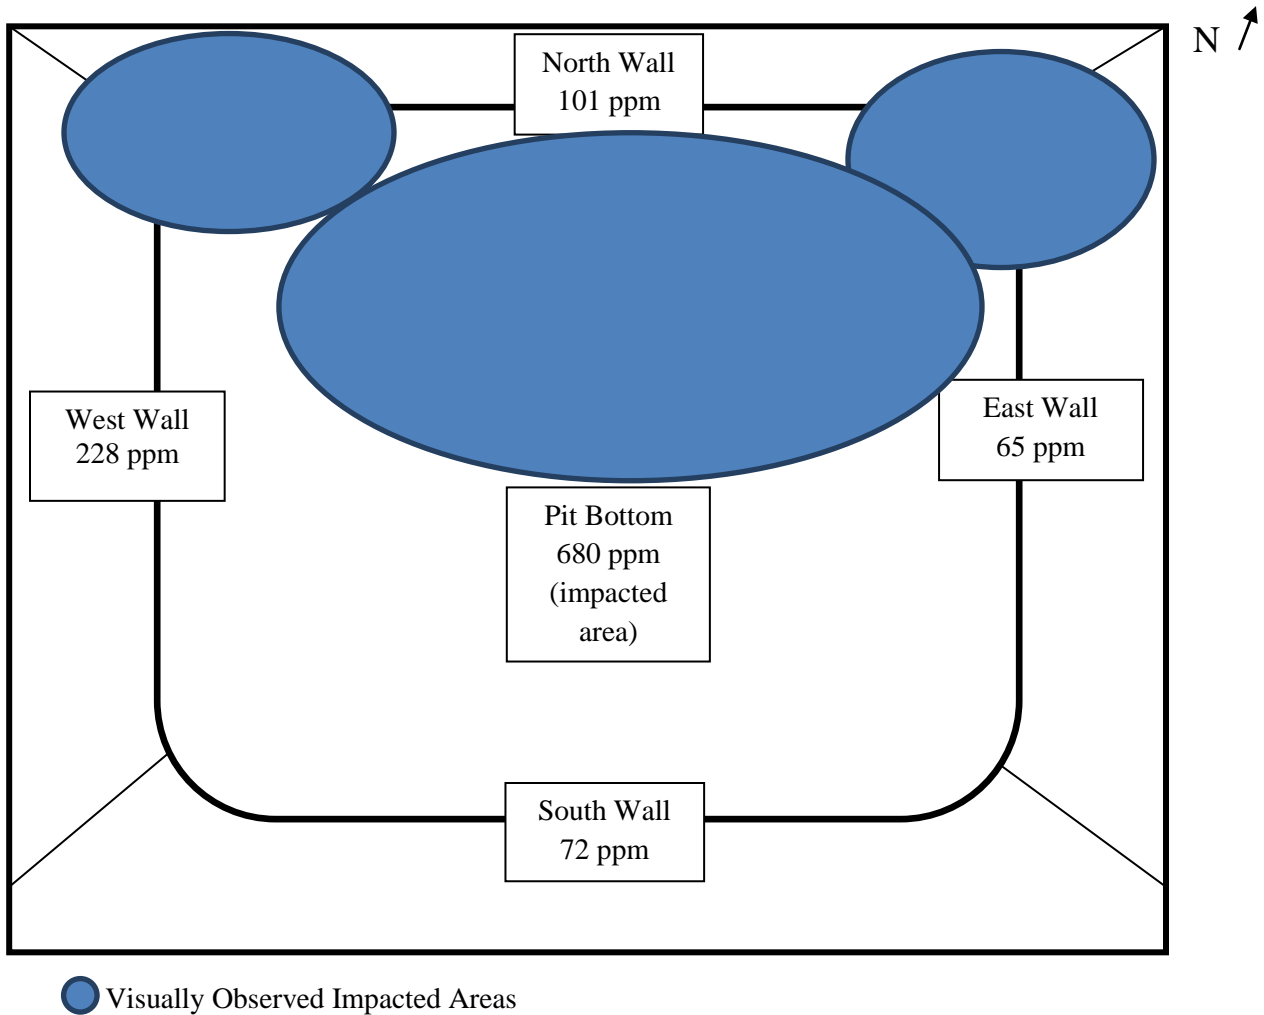 N
North Wall
101 ppm
West Wall
228 ppm
East Wall
65 ppm
Pit Bottom
680 ppm
(impacted
area)
South Wall
72 ppm
Visually Observed Impacted Areas